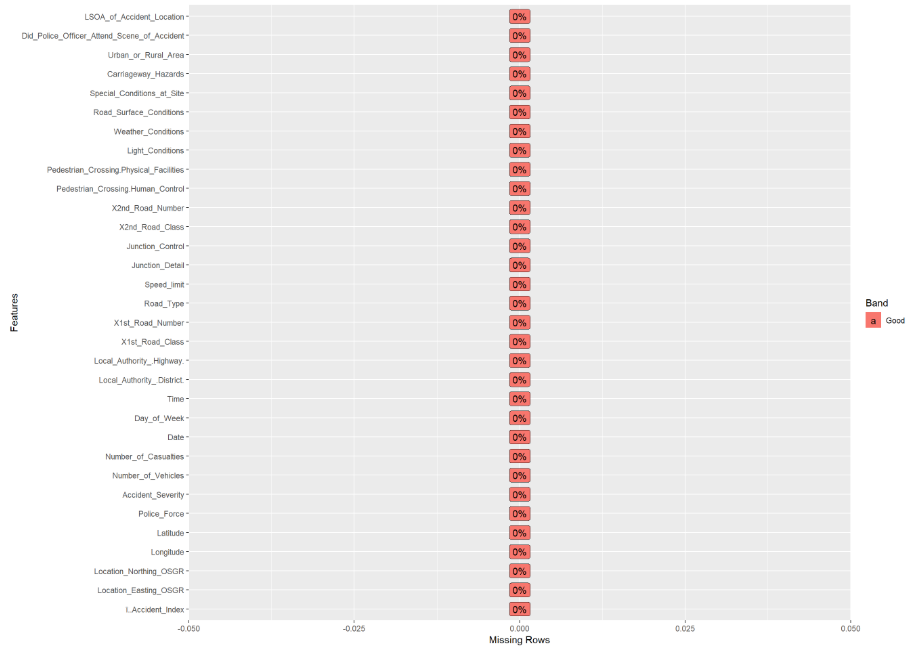 LSOA_of_Accident_Location 0%
Did_Police_Officer_Attend_Scene_of_Accident 0%
Urban_or_Rural_Area 0%
Carriageway_Hazards 0%
Special_Conditions_at_Site 0%
Road_Surface_Conditions 0%
Weather_Conditions 0%
Light_Conditions 0%
Pedestrian_Crossing.Physical_Facilities 0%
Pedestrian_Crossing.Human_Control 0%
X2nd_Road_Number 0%
X2nd_Road_Class 0%
Junction_Control 0%
Junction_Detail 0%
Speed_limit 0%
Road_Type 0%
X1st_Road_Number 0%
X1st_Road_Class 0%
Local_Authority_.Highway. 0%
Local_Authority_.District. 0%
Time 0%
Day_of_Week 0%
Date 0%
Number_of_Casualties 0%
Number_of_Vehicles 0%
Accident_Severity 0%
Police_Force 0%
Latitude 0%
Longitude 0%
Location_Northing_OSGR 0%
Location_Easting_OSGR 0%
ï..Accident_Index 0%
Features
-0.050 -0.025 0.000 0.025 0.050
Missing Rows
Band
a Good